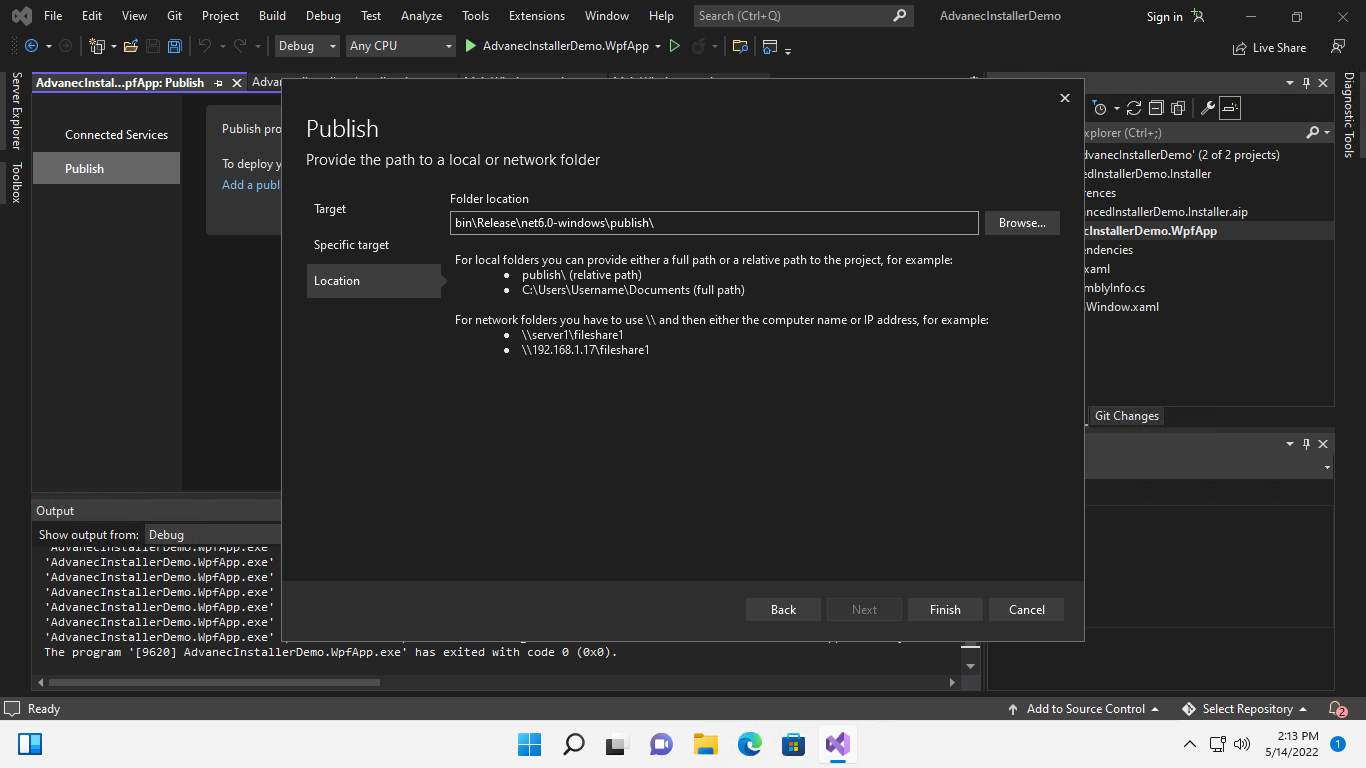 File Edit View Git Project Build Debug Test Analyze Tools Extensions Window Help Search (Ctrl+Q) AdvanecInstallerDemo Sign in
Debug Any CPU AdvanecInstallerDemo.WpfApp Live Share
Server Explorer
Toolbox
AdvanecInstal...pfApp: Publish
Connected Services
Publish
Publish pro
To deploy y
Add a publ
Publish
Provide the path to a local or network folder
Target
Specific target
Location
Folder location
bin\Release\net6.0-windows\publish\
Browse...
For local folders you can provide either a full path or a relative path to the project, for example:
● publish\ (relative path)
● C:\Users\Username\Documents (full path)
For network folders you have to use \\ and then either the computer name or IP address, for example:
● \\server1\fileshare1
● \\192.168.1.17\fileshare1
Back Next Finish Cancel
xplorer (Ctrl+;)
dvanecInstallerDemo' (2 of 2 projects)
edInstallerDemo.Installer
rences
ancedInstallerDemo.Installer.aip
cInstallerDemo.WpfApp
endencies
xaml
mblyInfo.cs
Window.xaml
Git Changes
Diagnostic Tools
Output
Show output from: Debug
'AdvanecInstallerDemo.WpfApp.exe'
'AdvanecInstallerDemo.WpfApp.exe'
'AdvanecInstallerDemo.WpfApp.exe'
'AdvanecInstallerDemo.WpfApp.exe'
'AdvanecInstallerDemo.WpfApp.exe'
'AdvanecInstallerDemo.WpfApp.exe'
'AdvanecInstallerDemo.WpfApp.exe'
The program '[9620] AdvanecInstallerDemo.WpfApp.exe' has exited with code 0 (0x0).
Ready Add to Source Control Select Repository 2
2:13 PM
5/14/2022
1